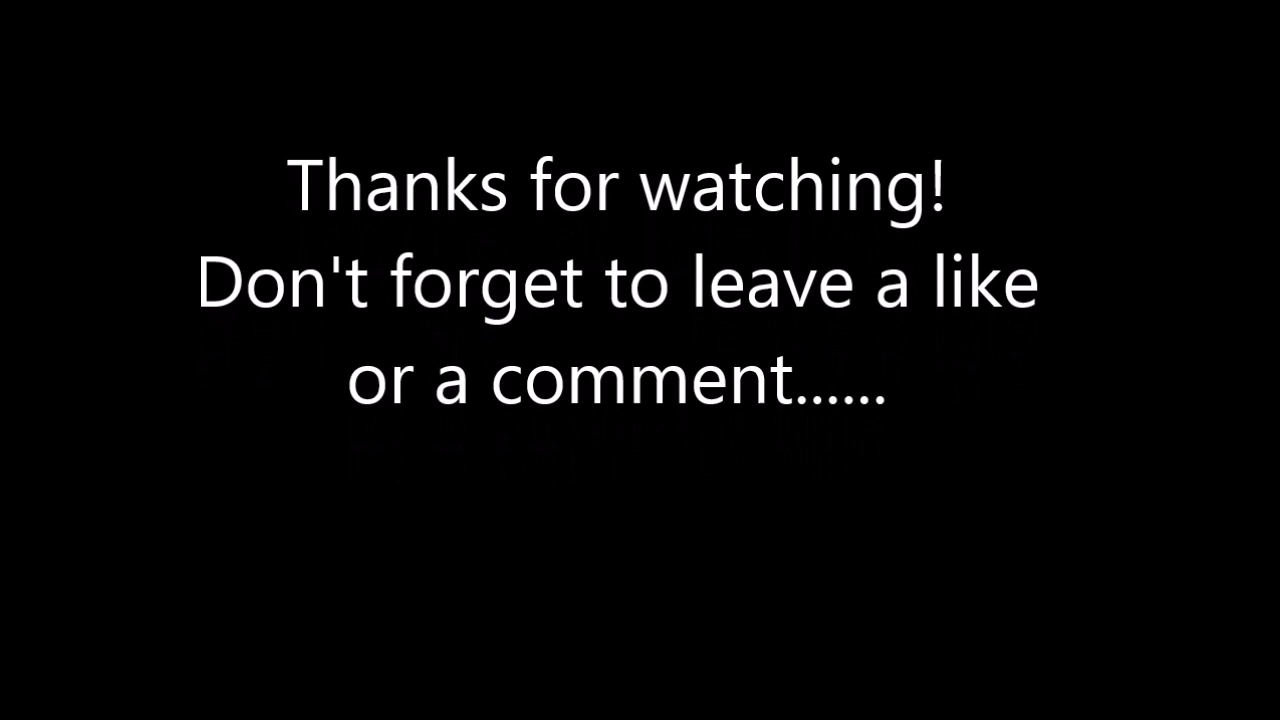 Thanks for watching!
Don't forget to leave a like
or a comment......